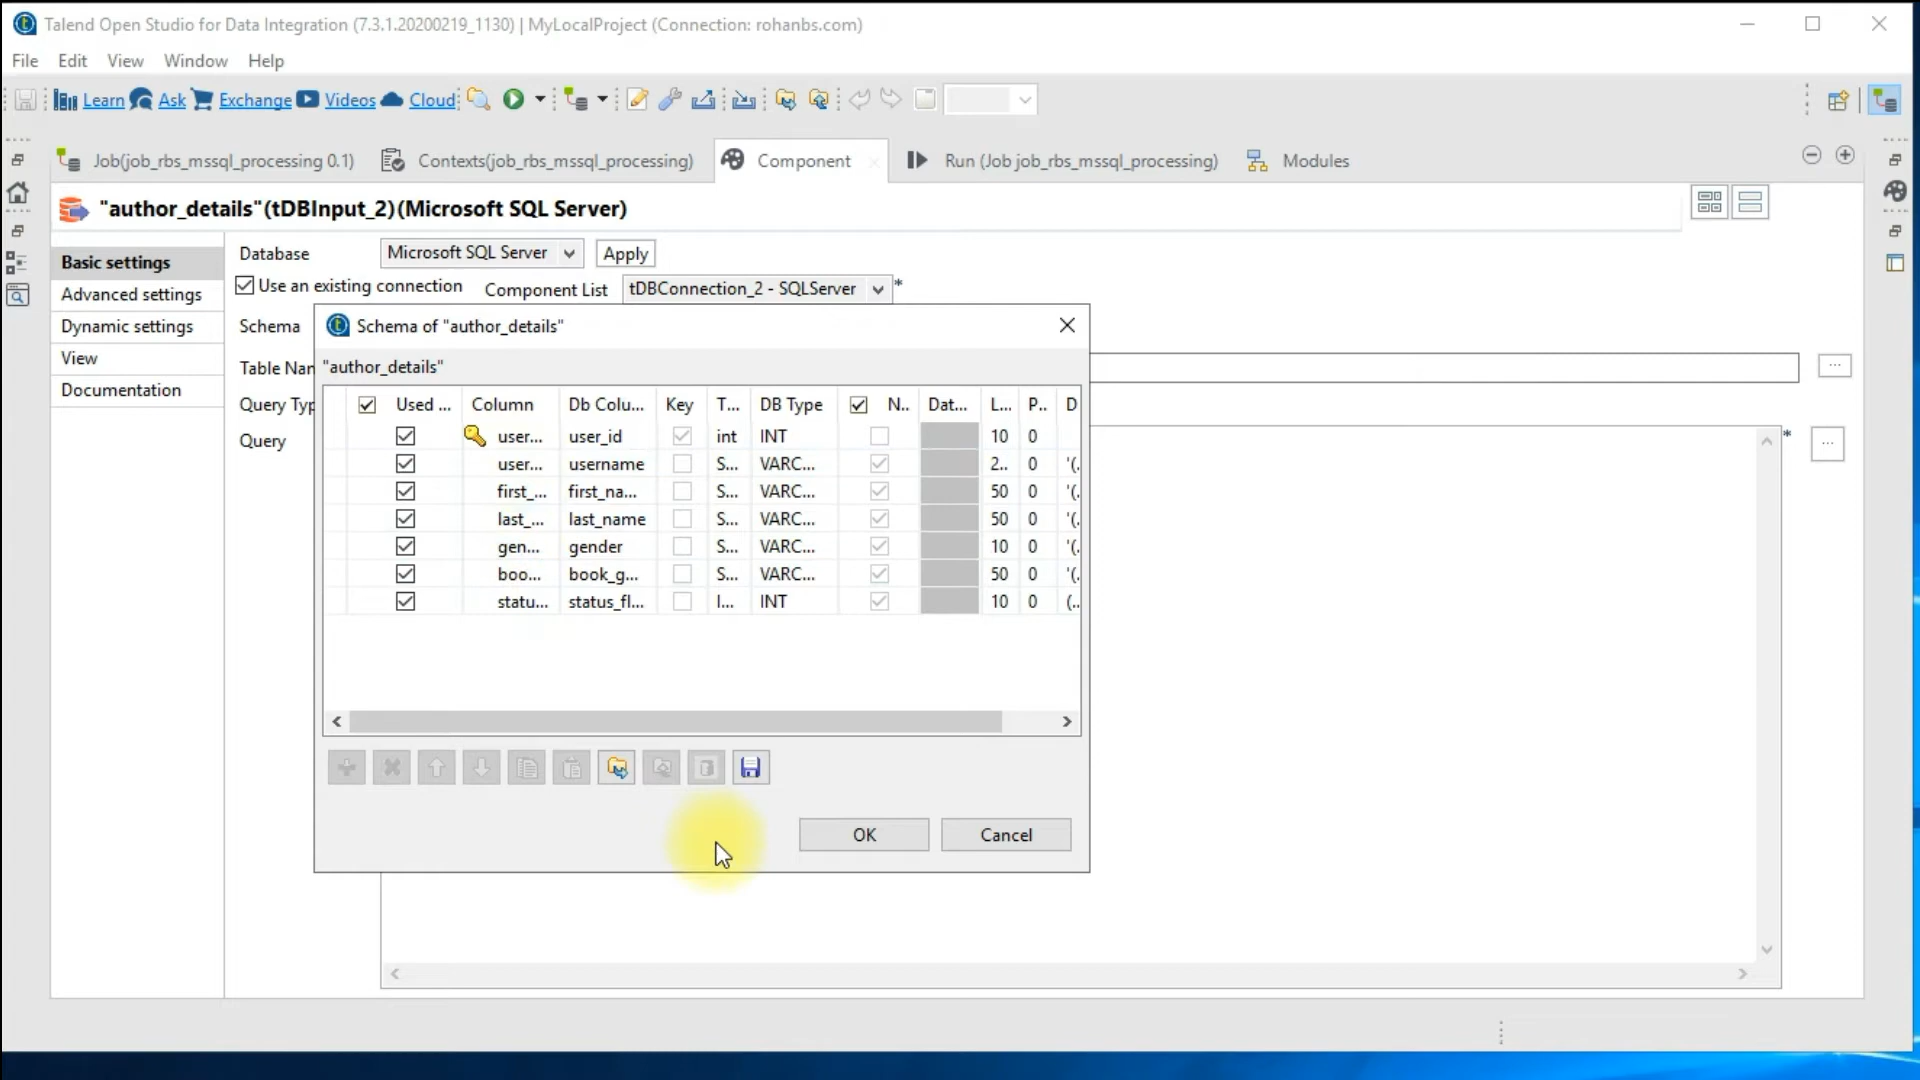 Talend Open Studio for Data Integration (7.3.1.20200219_1130) | MyLocalProject (Connection: rohanbs.com)
File Edit View Window Help
Learn Ask Exchange Videos Cloud
Job(job_rbs_mssql_processing 0.1) Contexts(job_rbs_mssql_processing) Component Run (Job job_rbs_mssql_processing) Modules
"author_details"(tDBInput_2)(Microsoft SQL Server)
Basic settings
Advanced settings
Dynamic settings
View
Documentation
Database Microsoft SQL Server Apply
Use an existing connection Component List tDBConnection_2 - SQLServer *
Schema
Table Nam
Query Typ
Query
*
...
...
Schema of "author_details"
"author_details"
Used ... Column Db Colu... Key T... DB Type N.. Dat... L... P.. D
user... user_id int INT 10 0
user... username S... VARC... 2.. 0 '(.
first_... first_na... S... VARC... 50 0 '(.
last_... last_name S... VARC... 50 0 '(.
gen... gender S... VARC... 10 0 '(.
boo... book_g... S... VARC... 50 0 '(.
statu... status_fl... I... INT 10 0 (..
OK Cancel